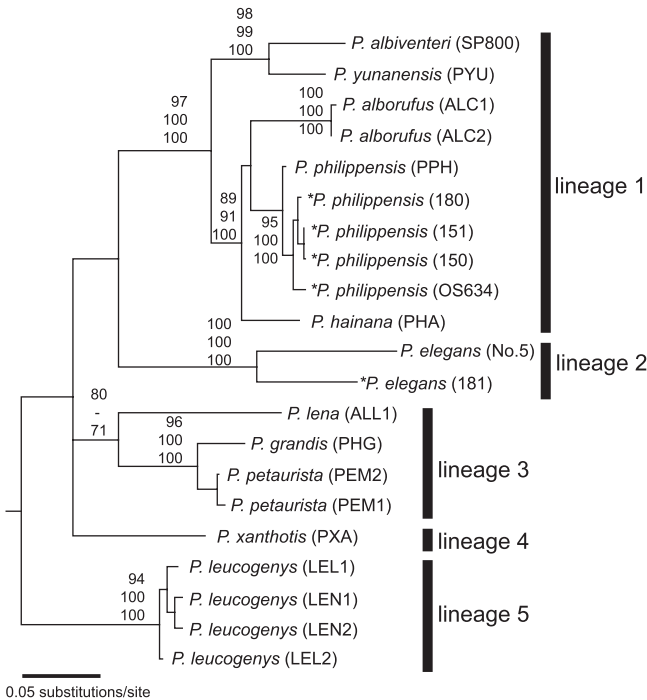 98
99
100
P. albiventeri (SP800)
P. yunanensis (PYU)
97
100
100
100
100
100
P. alborufus (ALC1)
P. alborufus (ALC2)
P. philippensis (PPH)
89
91
100
95
100
100
*P. philippensis (180)
*P. philippensis (151)
*P. philippensis (150)
*P. philippensis (OS634)
P. hainana (PHA)
lineage 1
100
100
100
P. elegans (No.5)
*P. elegans (181)
lineage 2
80
-
71
P. lena (ALL1)
96
100
100
P. grandis (PHG)
P. petaurista (PEM2)
P. petaurista (PEM1)
lineage 3
P. xanthotis (PXA)
lineage 4
94
100
100
P. leucogenys (LEL1)
P. leucogenys (LEN1)
P. leucogenys (LEN2)
P. leucogenys (LEL2)
lineage 5
0.05 substitutions/site